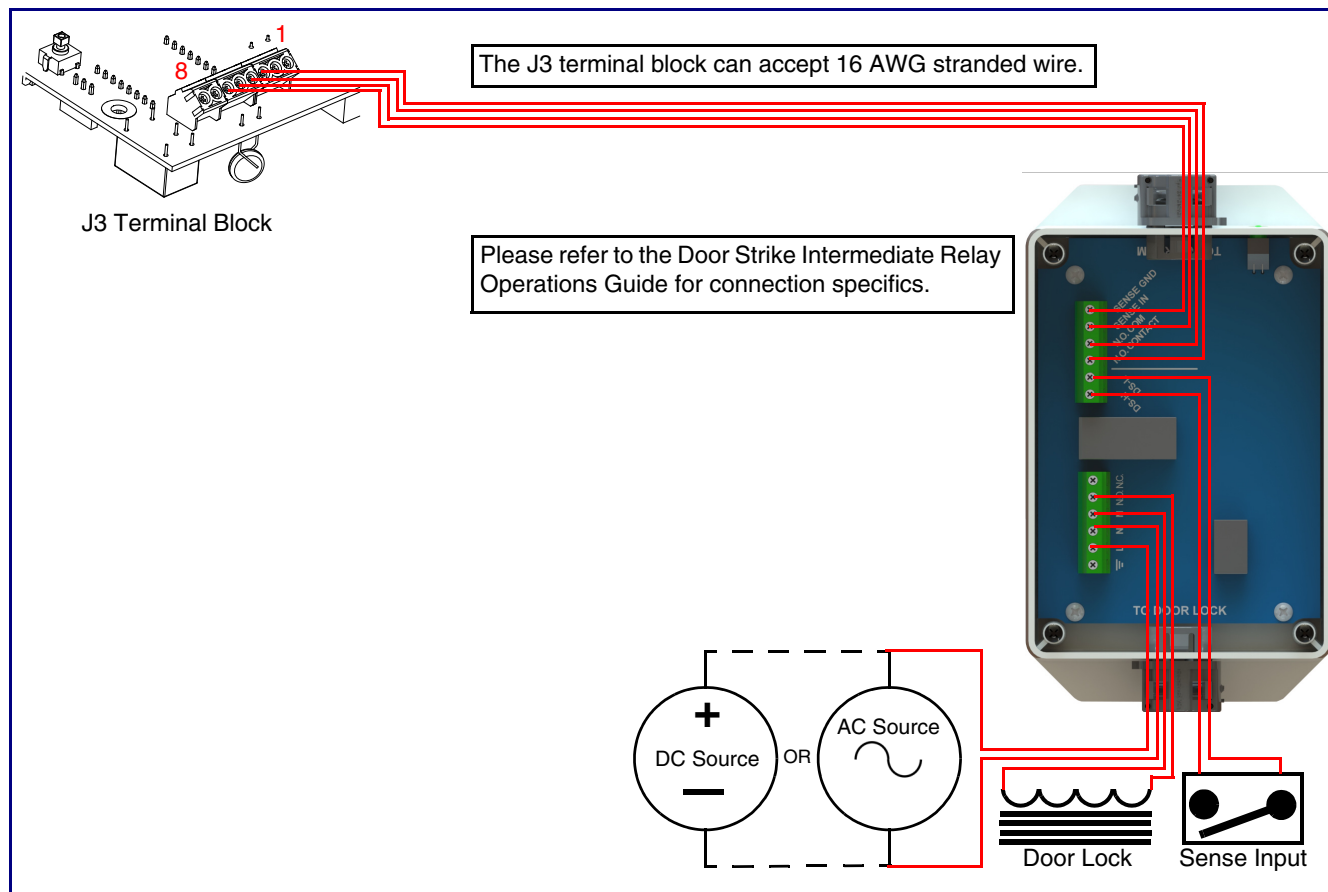 1
8
The J3 terminal block can accept 16 AWG stranded wire.
J3 Terminal Block
Please refer to the Door Strike Intermediate Relay
Operations Guide for connection specifics.
SENSE GND
SENSE IN
N.O. COM
N.O. CONTACT
DS-1
N.C.
N.O.
N
L
TO DOOR LOCK
+
DC Source
OR
AC Source
Door Lock
Sense Input